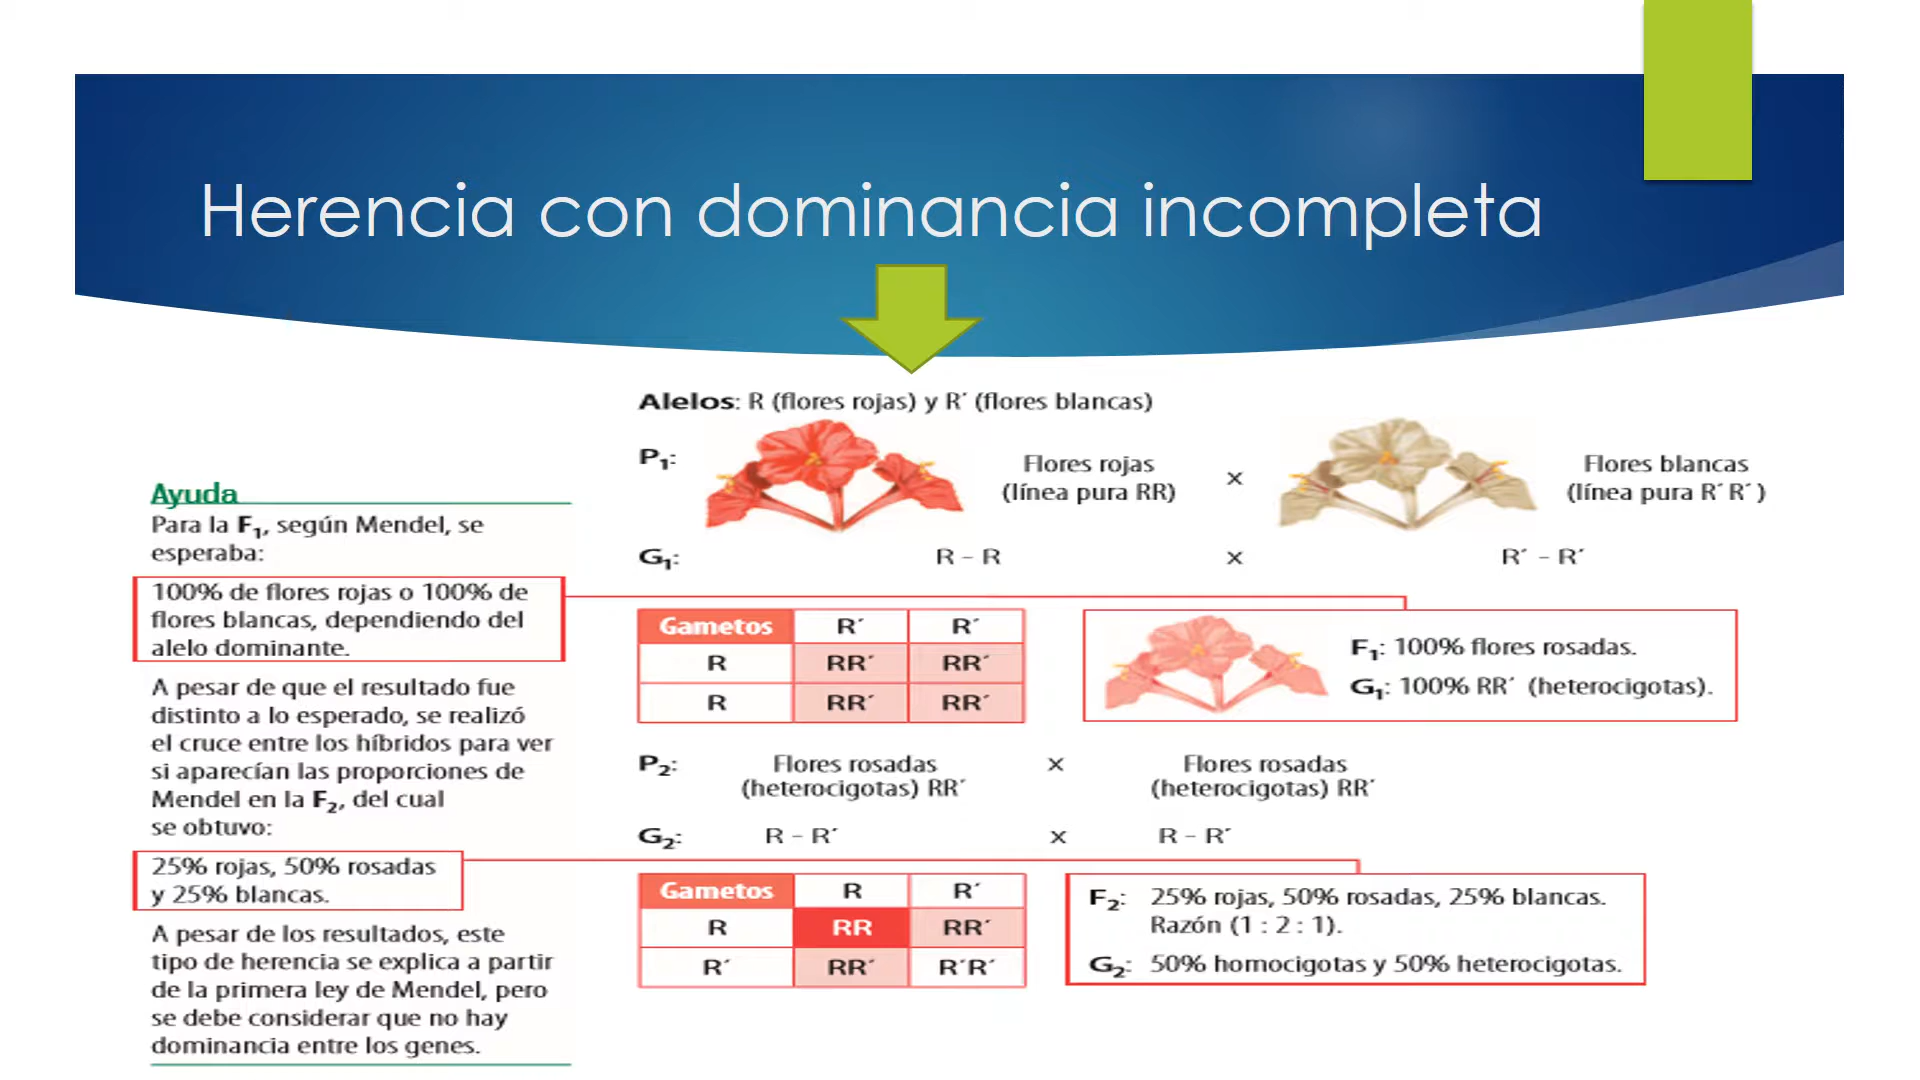 Herencia con dominancia incompleta
Ayuda
Para la F₁, según Mendel, se
esperaba:
100% de flores rojas o 100% de
flores blancas, dependiendo del
alelo dominante.
A pesar de que el resultado fue
distinto a lo esperado, se realizó
el cruce entre los híbridos para ver
si aparecían las proporciones de
Mendel en la F₂, del cual
se obtuvo:
25% rojas, 50% rosadas
y 25% blancas.
A pesar de los resultados, este
tipo de herencia se explica a partir
de la primera ley de Mendel, pero
se debe considerar que no hay
dominancia entre los genes.
Alelos: R (flores rojas) y R´ (flores blancas)
P₁:
Flores rojas
(línea pura RR)
x
Flores blancas
(línea pura R´R´)
G₁: R – R x R´ – R´
Gametos R´ R´
R RR´ RR´
R RR´ RR´
F₁: 100% flores rosadas.
G₁: 100% RR´ (heterocigotas).
P₂: Flores rosadas x Flores rosadas
(heterocigotas) RR´ (heterocigotas) RR´
G₂: R – R´ x R – R´
Gametos R R´
R RR RR´
R´ RR´ R´R´
F₂: 25% rojas, 50% rosadas, 25% blancas.
Razón (1 : 2 : 1).
G₂: 50% homocigotas y 50% heterocigotas.